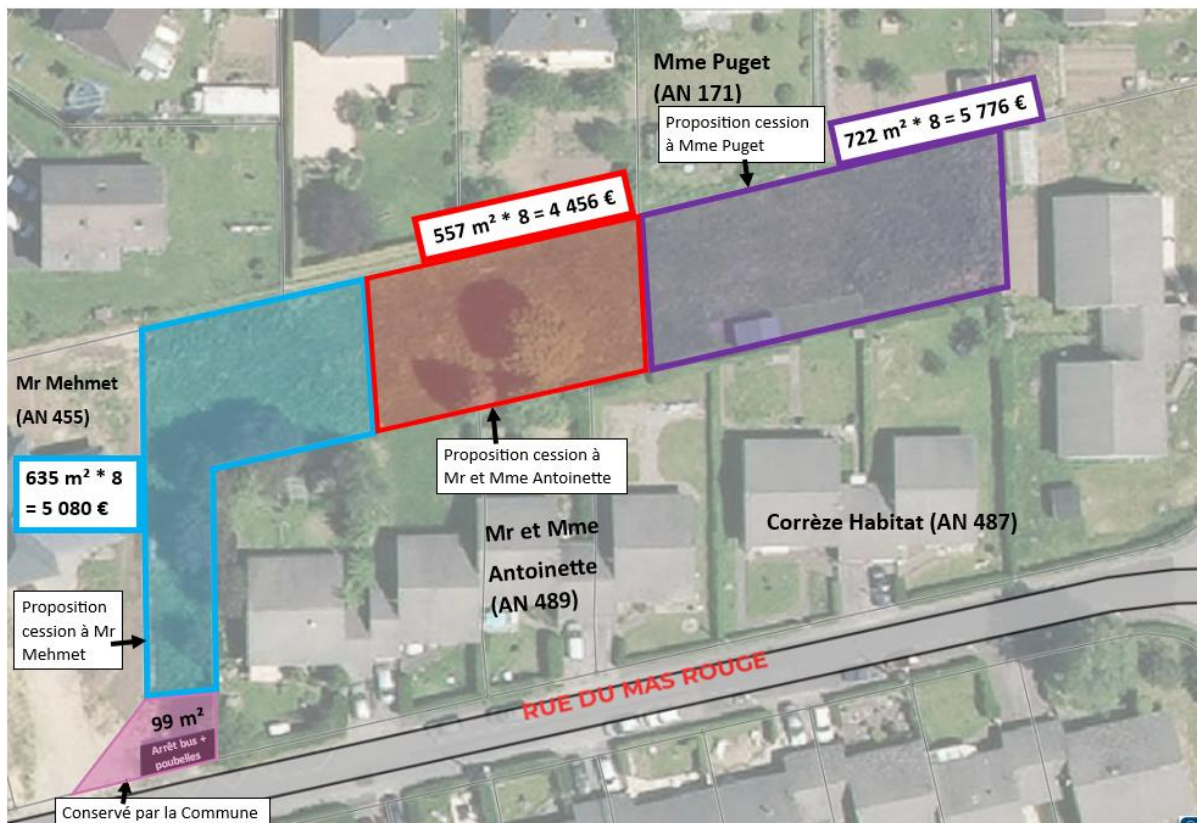 Mme Puget
(AN 171)
Proposition cession
à Mme Puget
722 m² * 8 = 5 776 €
557 m² * 8 = 4 456 €
Mr Mehmet
(AN 455)
635 m² * 8
= 5 080 €
Proposition cession à
Mr et Mme Antoinette
Mr et Mme
Antoinette
(AN 489)
Corrèze Habitat (AN 487)
Proposition
cession à Mr
Mehmet
RUE DU MAS ROUGE
99 m²
Arrêt bus +
poubelles
Conservé par la Commune